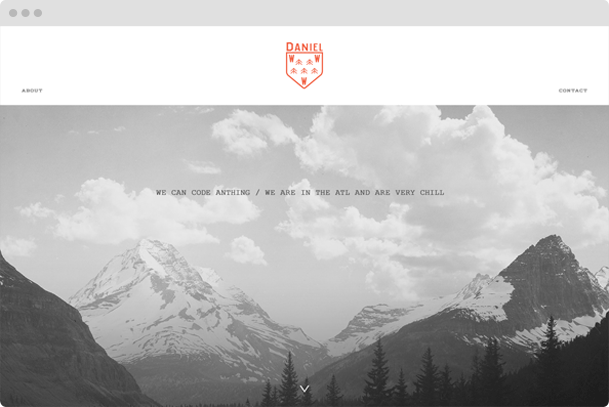 DANIEL
W W
W
ABOUT
CONTACT
WE CAN CODE ANTHING / WE ARE IN THE ATL AND ARE VERY CHILL